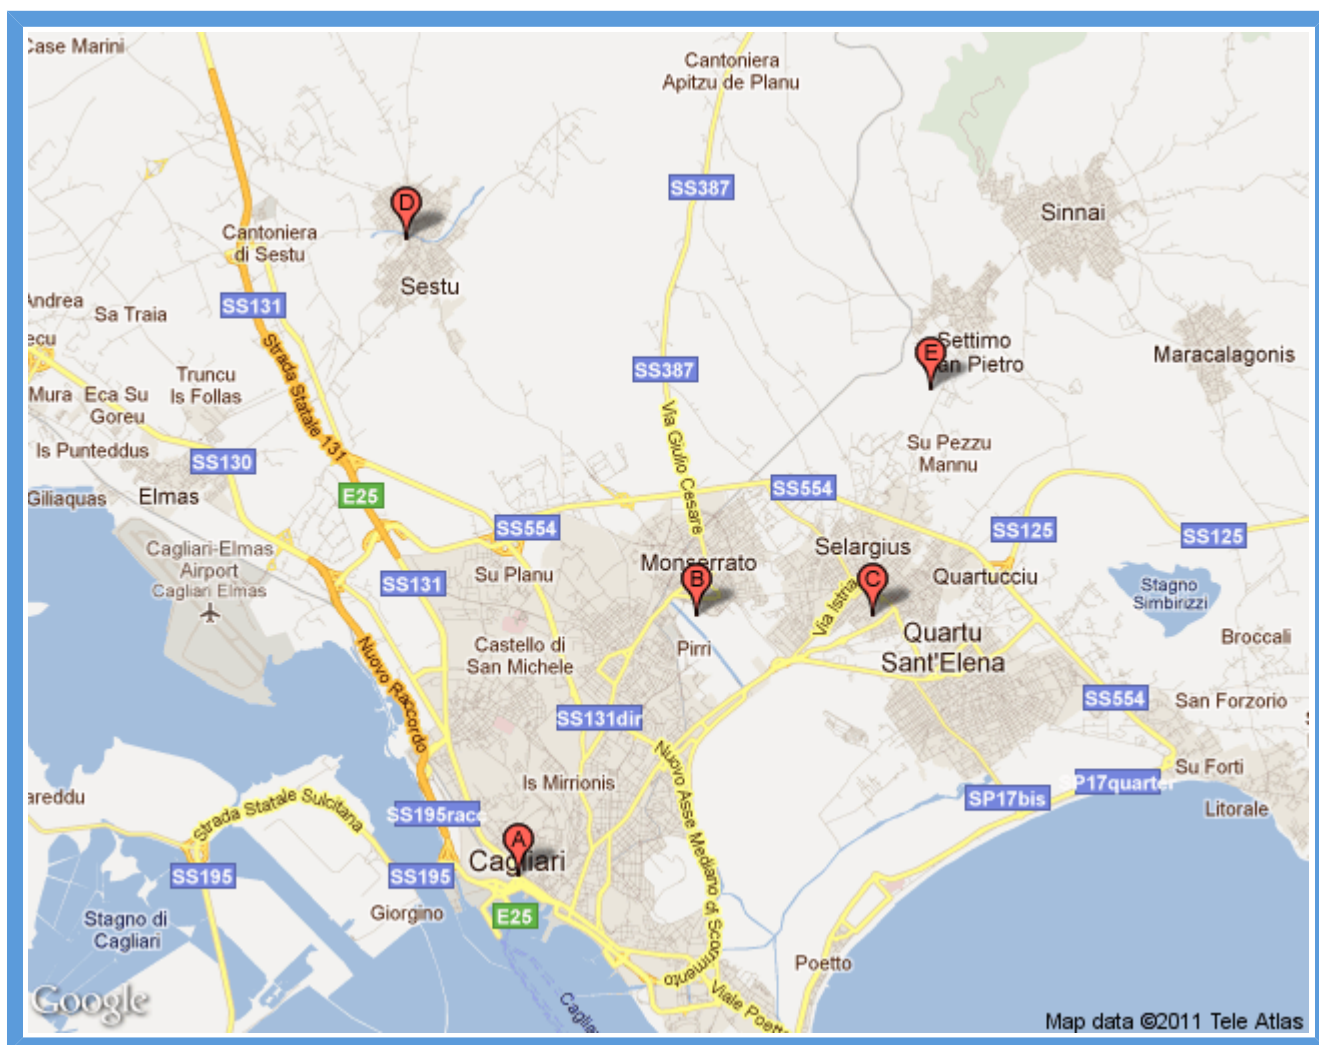 Case Marini
Cantoniera
Apitzu de Planu
SS387
D
Sinnai
Cantoniera
di Sestu
Sestu
Andrea
Sa Traia
SS131
ecu
Strada Statale 131
Settimo
San Pietro
E
Maracalagonis
SS387
Truncu
Is Follas
Mura
Eca Su
Goreu
Via Giulio Cesare
Is Punteddus
SS130
Su Pezzu
Mannu
Giliaquas
Elmas
E25
SS554
SS554
SS125
SS125
Cagliari-Elmas
Airport
Cagliari Elmas
SS131
Su Planu
Monserrato
B
Selargius
C
Via Istria
Quartucciu
Stagno
Simbirizzi
Castello di
San Michele
Pirri
Quartu
Sant'Elena
Broccali
Nuovo Raccordo
SS131dir
SS554
San Forzorio
Nuovo Asse Mediano di Scorrimento
Is Mirrionis
Su Forti
SP17quarter
SP17bis
Litorale
areddu
Strada Statale Sulcitana
SS195racc
A
Cagliari
SS195
SS195
Giorgino
E25
Stagno di
Cagliari
Poetto
Viale Poett
Google
Map data ©2011 Tele Atlas